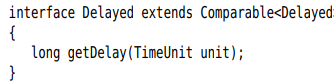 interface Delayed extends Comparable<Delayed
{
   long getDelay(TimeUnit unit);
}